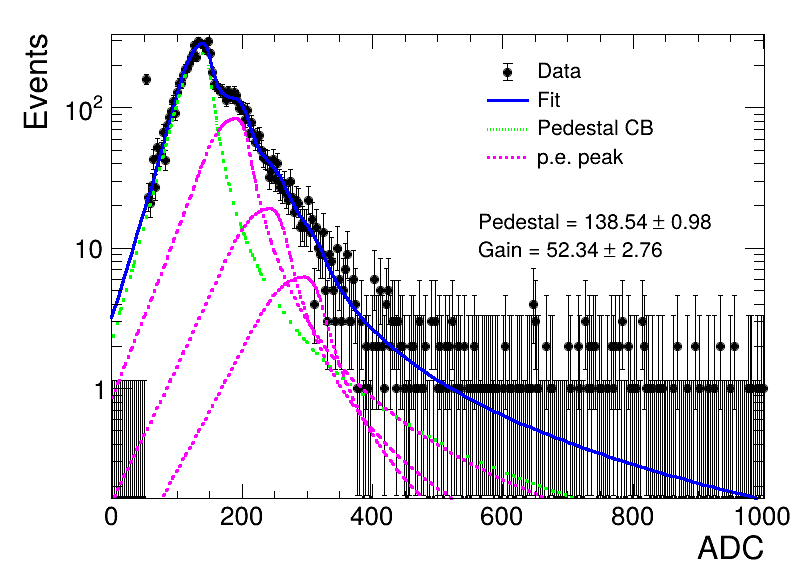 Events
10²
10
1
Data
Fit
Pedestal CB
p.e. peak
Pedestal = 138.54 ± 0.98
Gain = 52.34 ± 2.76
0 200 400 600 800 1000
ADC